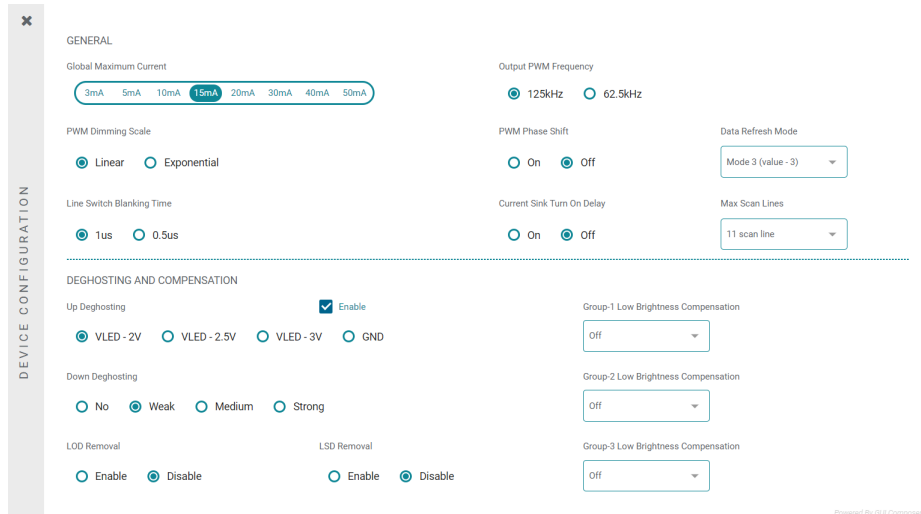 ✖
DEVICE CONFIGURATION
GENERAL
Global Maximum Current
3mA 5mA 10mA 15mA 20mA 30mA 40mA 50mA
Output PWM Frequency
125kHz 62.5kHz
PWM Dimming Scale
Linear Exponential
PWM Phase Shift
On Off
Data Refresh Mode
Mode 3 (value - 3)
Line Switch Blanking Time
1us 0.5us
Current Sink Turn On Delay
On Off
Max Scan Lines
11 scan line
DEGHOSTING AND COMPENSATION
Up Deghosting
Enable
VLED - 2V VLED - 2.5V VLED - 3V GND
Group-1 Low Brightness Compensation
Off
Down Deghosting
No Weak Medium Strong
Group-2 Low Brightness Compensation
Off
LOD Removal
Enable Disable
LSD Removal
Enable Disable
Group-3 Low Brightness Compensation
Off
Powered By GUI Composer